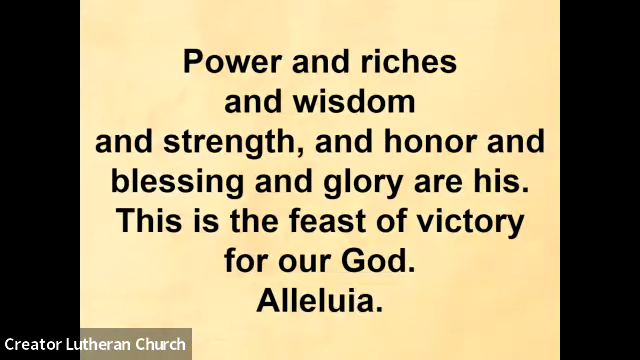 Power and riches
and wisdom
and strength, and honor and
blessing and glory are his.
This is the feast of victory
for our God.
Alleluia.
Creator Lutheran Church